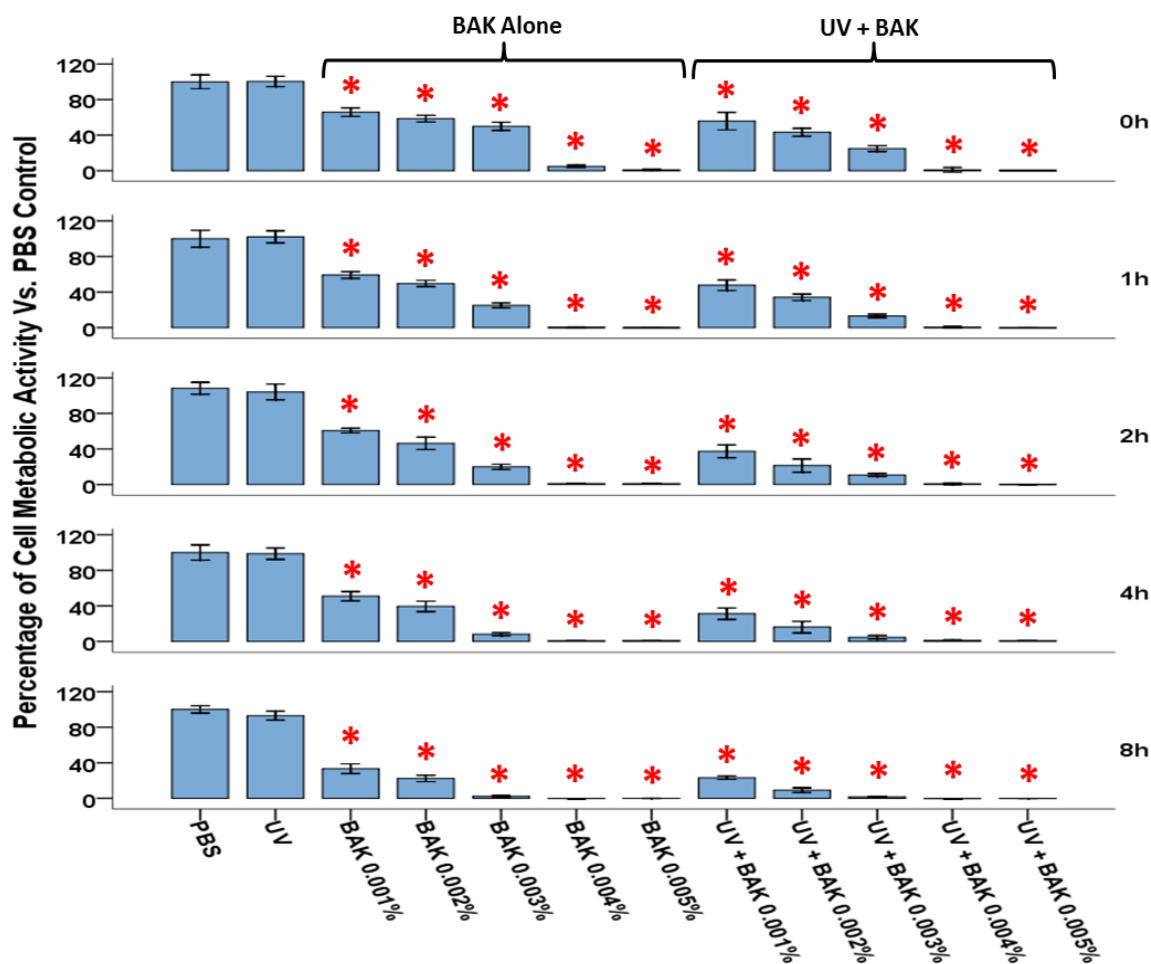 BAK Alone
UV + BAK
Percentage of Cell Metabolic Activity Vs. PBS Control
120
80
40
0
* * * * * * * * * *
0h
120
80
40
0
* * * * * * * * * *
1h
120
80
40
0
* * * * * * * * * *
2h
120
80
40
0
* * * * * * * * * *
4h
120
80
40
0
* * * * * * * * * *
8h
PBS
UV
BAK 0.001%
BAK 0.002%
BAK 0.003%
BAK 0.004%
BAK 0.005%
UV + BAK 0.001%
UV + BAK 0.002%
UV + BAK 0.003%
UV + BAK 0.004%
UV + BAK 0.005%